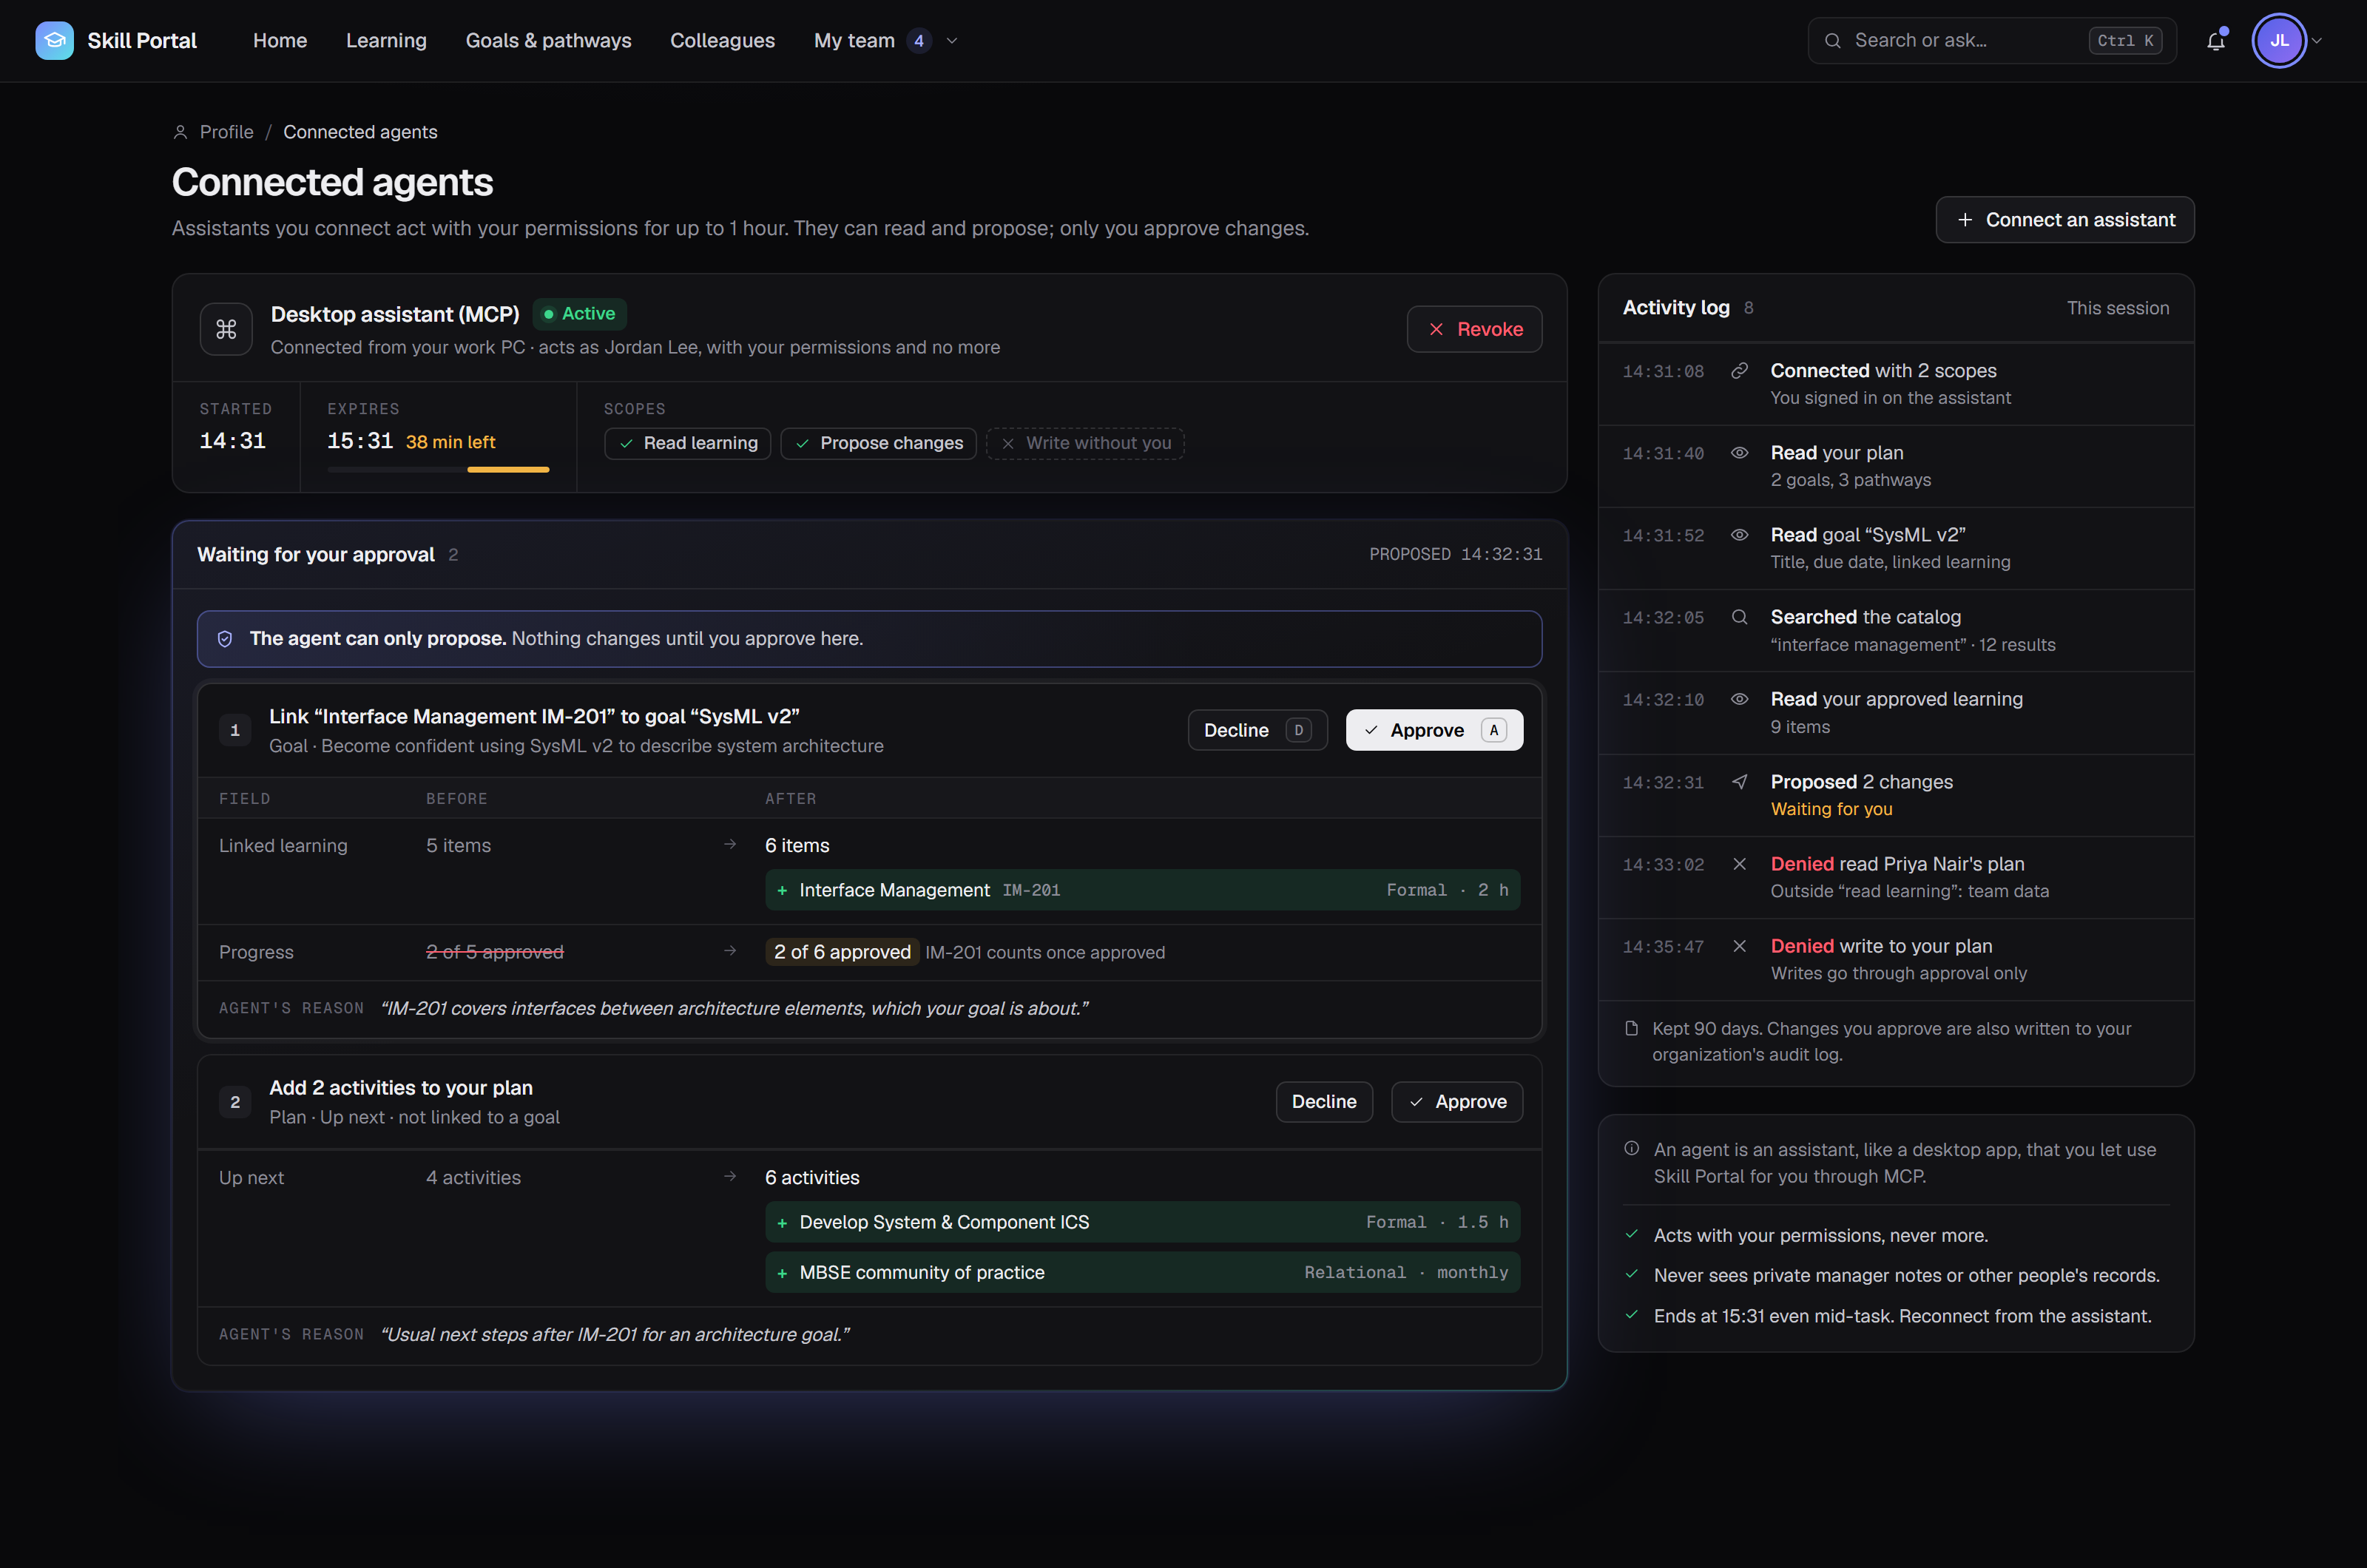 Skill Portal
Home
Learning
Goals & pathways
Colleagues
My team 4
Search or ask...
Ctrl K
JL
Profile / Connected agents
Connected agents
Assistants you connect act with your permissions for up to 1 hour. They can read and propose; only you approve changes.
+ Connect an assistant
Desktop assistant (MCP)
Active
Connected from your work PC · acts as Jordan Lee, with your permissions and no more
Revoke
STARTED
14:31
EXPIRES
15:31 38 min left
SCOPES
Read learning
Propose changes
Write without you
Waiting for your approval 2
PROPOSED 14:32:31
The agent can only propose. Nothing changes until you approve here.
1
Link “Interface Management IM-201” to goal “SysML v2”
Goal · Become confident using SysML v2 to describe system architecture
Decline D
Approve A
FIELD
BEFORE
AFTER
Linked learning
5 items
→
6 items
+ Interface Management IM-201
Formal · 2 h
Progress
2 of 5 approved
→
2 of 6 approved IM-201 counts once approved
AGENT'S REASON “IM-201 covers interfaces between architecture elements, which your goal is about.”
2
Add 2 activities to your plan
Plan · Up next · not linked to a goal
Decline
Approve
Up next
4 activities
→
6 activities
+ Develop System & Component ICS
Formal · 1.5 h
+ MBSE community of practice
Relational · monthly
AGENT'S REASON “Usual next steps after IM-201 for an architecture goal.”
Activity log 8
This session
14:31:08
Connected with 2 scopes
You signed in on the assistant
14:31:40
Read your plan
2 goals, 3 pathways
14:31:52
Read goal “SysML v2”
Title, due date, linked learning
14:32:05
Searched the catalog
“interface management” · 12 results
14:32:10
Read your approved learning
9 items
14:32:31
Proposed 2 changes
Waiting for you
14:33:02
Denied read Priya Nair's plan
Outside “read learning”: team data
14:35:47
Denied write to your plan
Writes go through approval only
Kept 90 days. Changes you approve are also written to your
organization's audit log.
An agent is an assistant, like a desktop app, that you let use
Skill Portal for you through MCP.
Acts with your permissions, never more.
Never sees private manager notes or other people's records.
Ends at 15:31 even mid-task. Reconnect from the assistant.